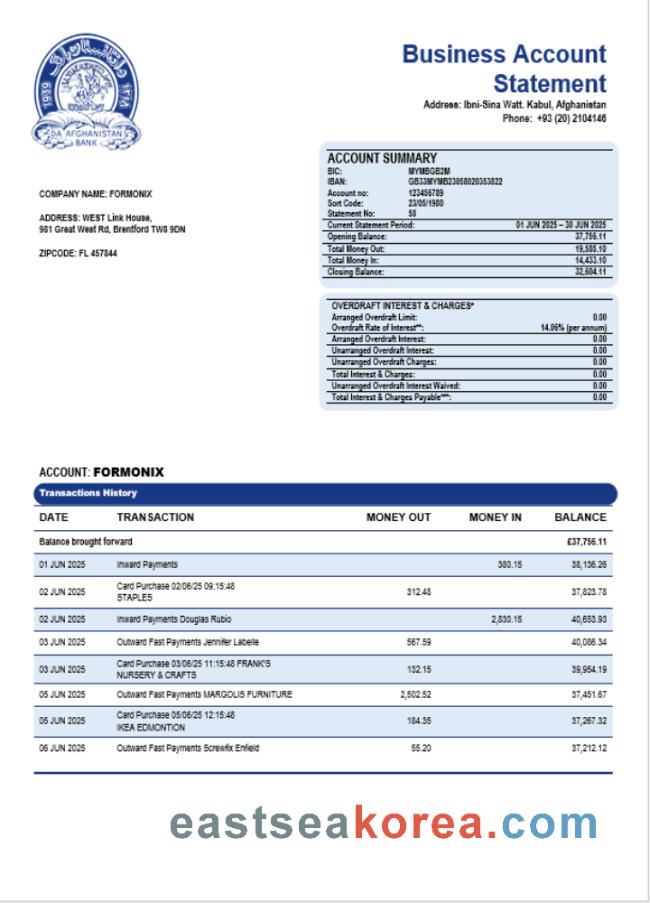 Business Account
Statement
Address: Ibni-Sina Watt. Kabul, Afghanistan
Phone: +93 (20) 2104146
1939
DA AFGHANISTAN
BANK
ACCOUNT SUMMARY
BIC: MYMBGB2M
IBAN: GB33MYMB23058020353822
Account no: 123456789
Sort Code: 23/05/1980
Statement No: 58
Current Statement Period: 01 JUN 2025 – 30 JUN 2025
Opening Balance: 37,756.11
Total Money Out: 19,585.10
Total Money In: 14,433.10
Closing Balance: 32,604.11
COMPANY NAME: FORMONIX
ADDRESS: WEST Link House,
981 Great West Rd, Brentford TW8 9DN
ZIPCODE: FL 457844
OVERDRAFT INTEREST & CHARGES*
Arranged Overdraft Limit: 0.00
Overdraft Rate of Interest**: 14.06% (per annum)
Arranged Overdraft Interest: 0.00
Unarranged Overdraft Interest: 0.00
Unarranged Overdraft Charges: 0.00
Total Interest & Charges: 0.00
Unarranged Overdraft Interest Waived: 0.00
Total Interest & Charges Payable***: 0.00
ACCOUNT: FORMONIX
Transactions History
DATE TRANSACTION MONEY OUT MONEY IN BALANCE
Balance brought forward £37,756.11
01 JUN 2025 Inward Payments 380.15 38,136.26
02 JUN 2025 Card Purchase 02/06/25 09:15:48 312.48 37,823.78
STAPLES
02 JUN 2025 Inward Payments Douglas Rubio 2,830.15 40,653.93
03 JUN 2025 Outward Fast Payments Jennifer Labelle 567.59 40,086.34
03 JUN 2025 Card Purchase 03/06/25 11:15:48 FRANK'S 132.15 39,954.19
NURSERY & CRAFTS
05 JUN 2025 Outward Fast Payments MARGOLIS FURNITURE 2,502.52 37,451.67
05 JUN 2025 Card Purchase 05/06/25 12:15:48 184.35 37,267.32
IKEA EDMONTION
06 JUN 2025 Outward Fast Payments Screwfix Enfield 55.20 37,212.12
eastseakorea.com